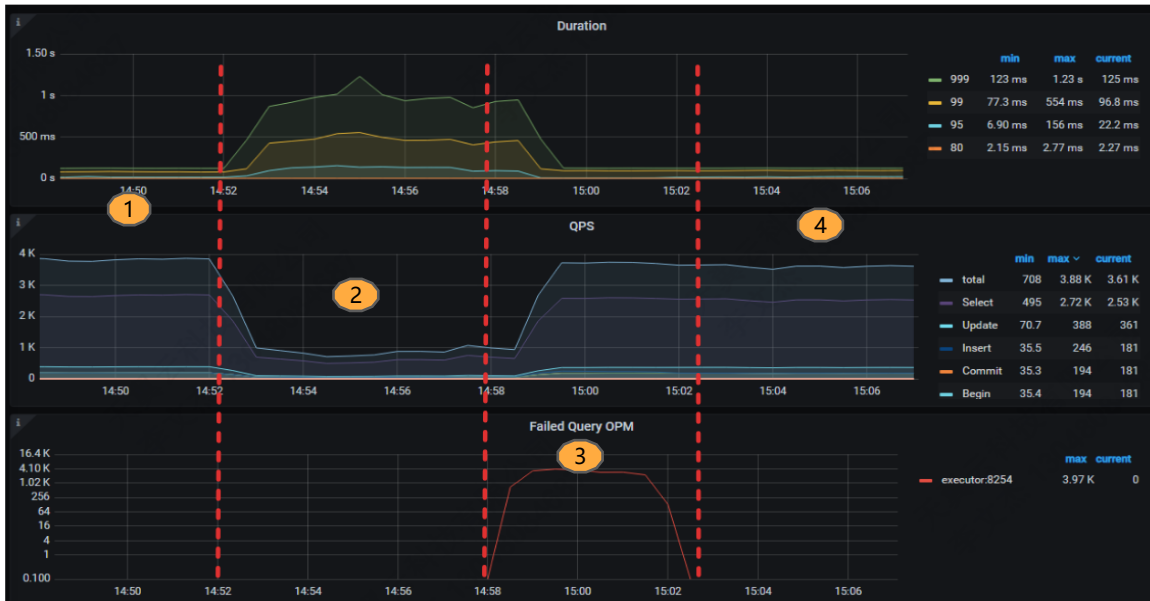 Duration
1.50 s
1 s
500 ms
0 s
14:50 14:52 14:54 14:56 14:58 15:00 15:02 15:04 15:06
min max current
999 123 ms 1.23 s 125 ms
99 77.3 ms 554 ms 96.8 ms
95 6.90 ms 156 ms 22.2 ms
80 2.15 ms 2.77 ms 2.27 ms
1
4
QPS
4 K
3 K
2 K
1 K
0
14:50 14:52 14:54 14:56 14:58 15:00 15:02 15:04 15:06
2
min max current
total 708 3.88 K 3.61 K
Select 495 2.72 K 2.53 K
Update 70.7 388 361
Insert 35.5 246 181
Commit 35.3 194 181
Begin 35.4 194 181
Failed Query OPM
3
16.4 K
4.10 K
1.02 K
256
64
16
4
1
0.100
14:50 14:52 14:54 14:56 14:58 15:00 15:02 15:04 15:06
max current
executor:8254 3.97 K 0